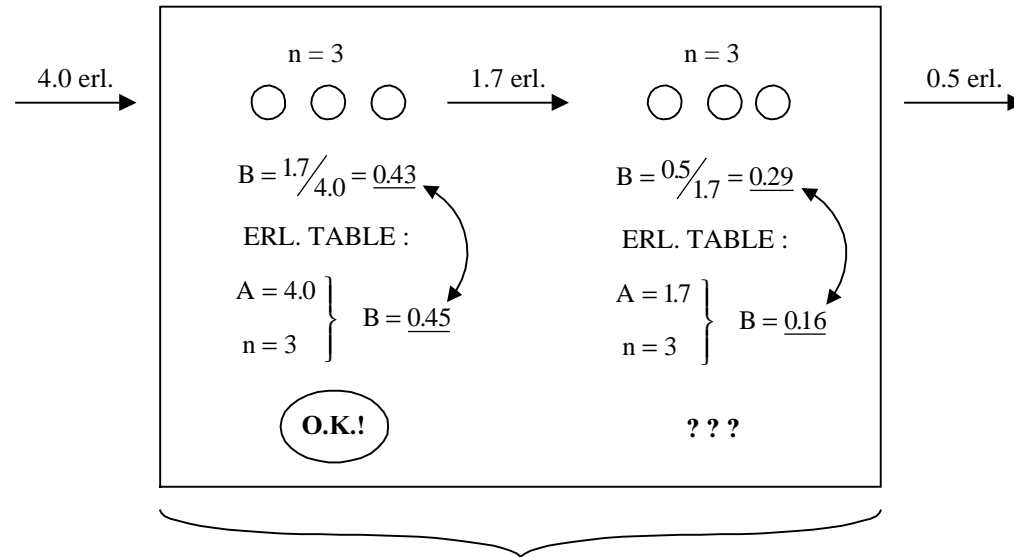 n = 3 n = 3
4.0 erl. 1.7 erl. 0.5 erl.
B = 1.7/4.0 = 0.43 B = 0.5/1.7 = 0.29
ERL. TABLE : ERL. TABLE :
A = 4.0 A = 1.7
B = 0.45 B = 0.16
n = 3 n = 3
O.K.! ? ? ?